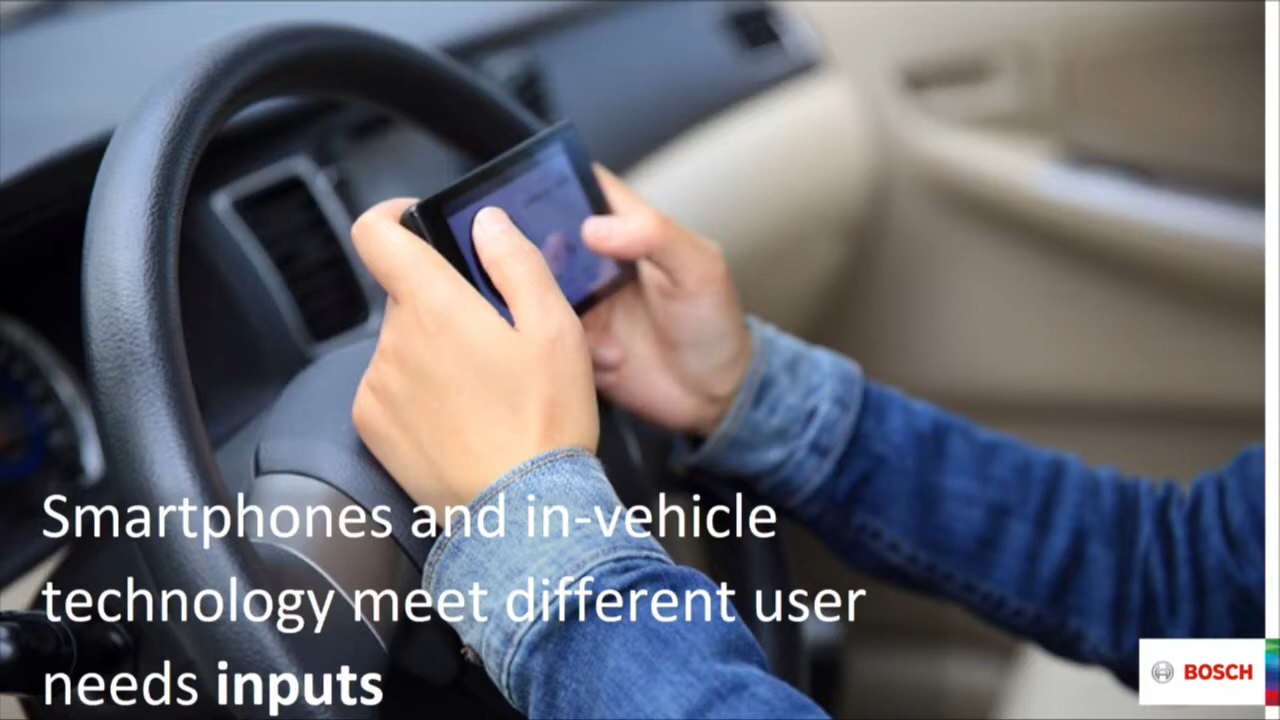 Smartphones and in-vehicle
technology meet different user
needs inputs
BOSCH